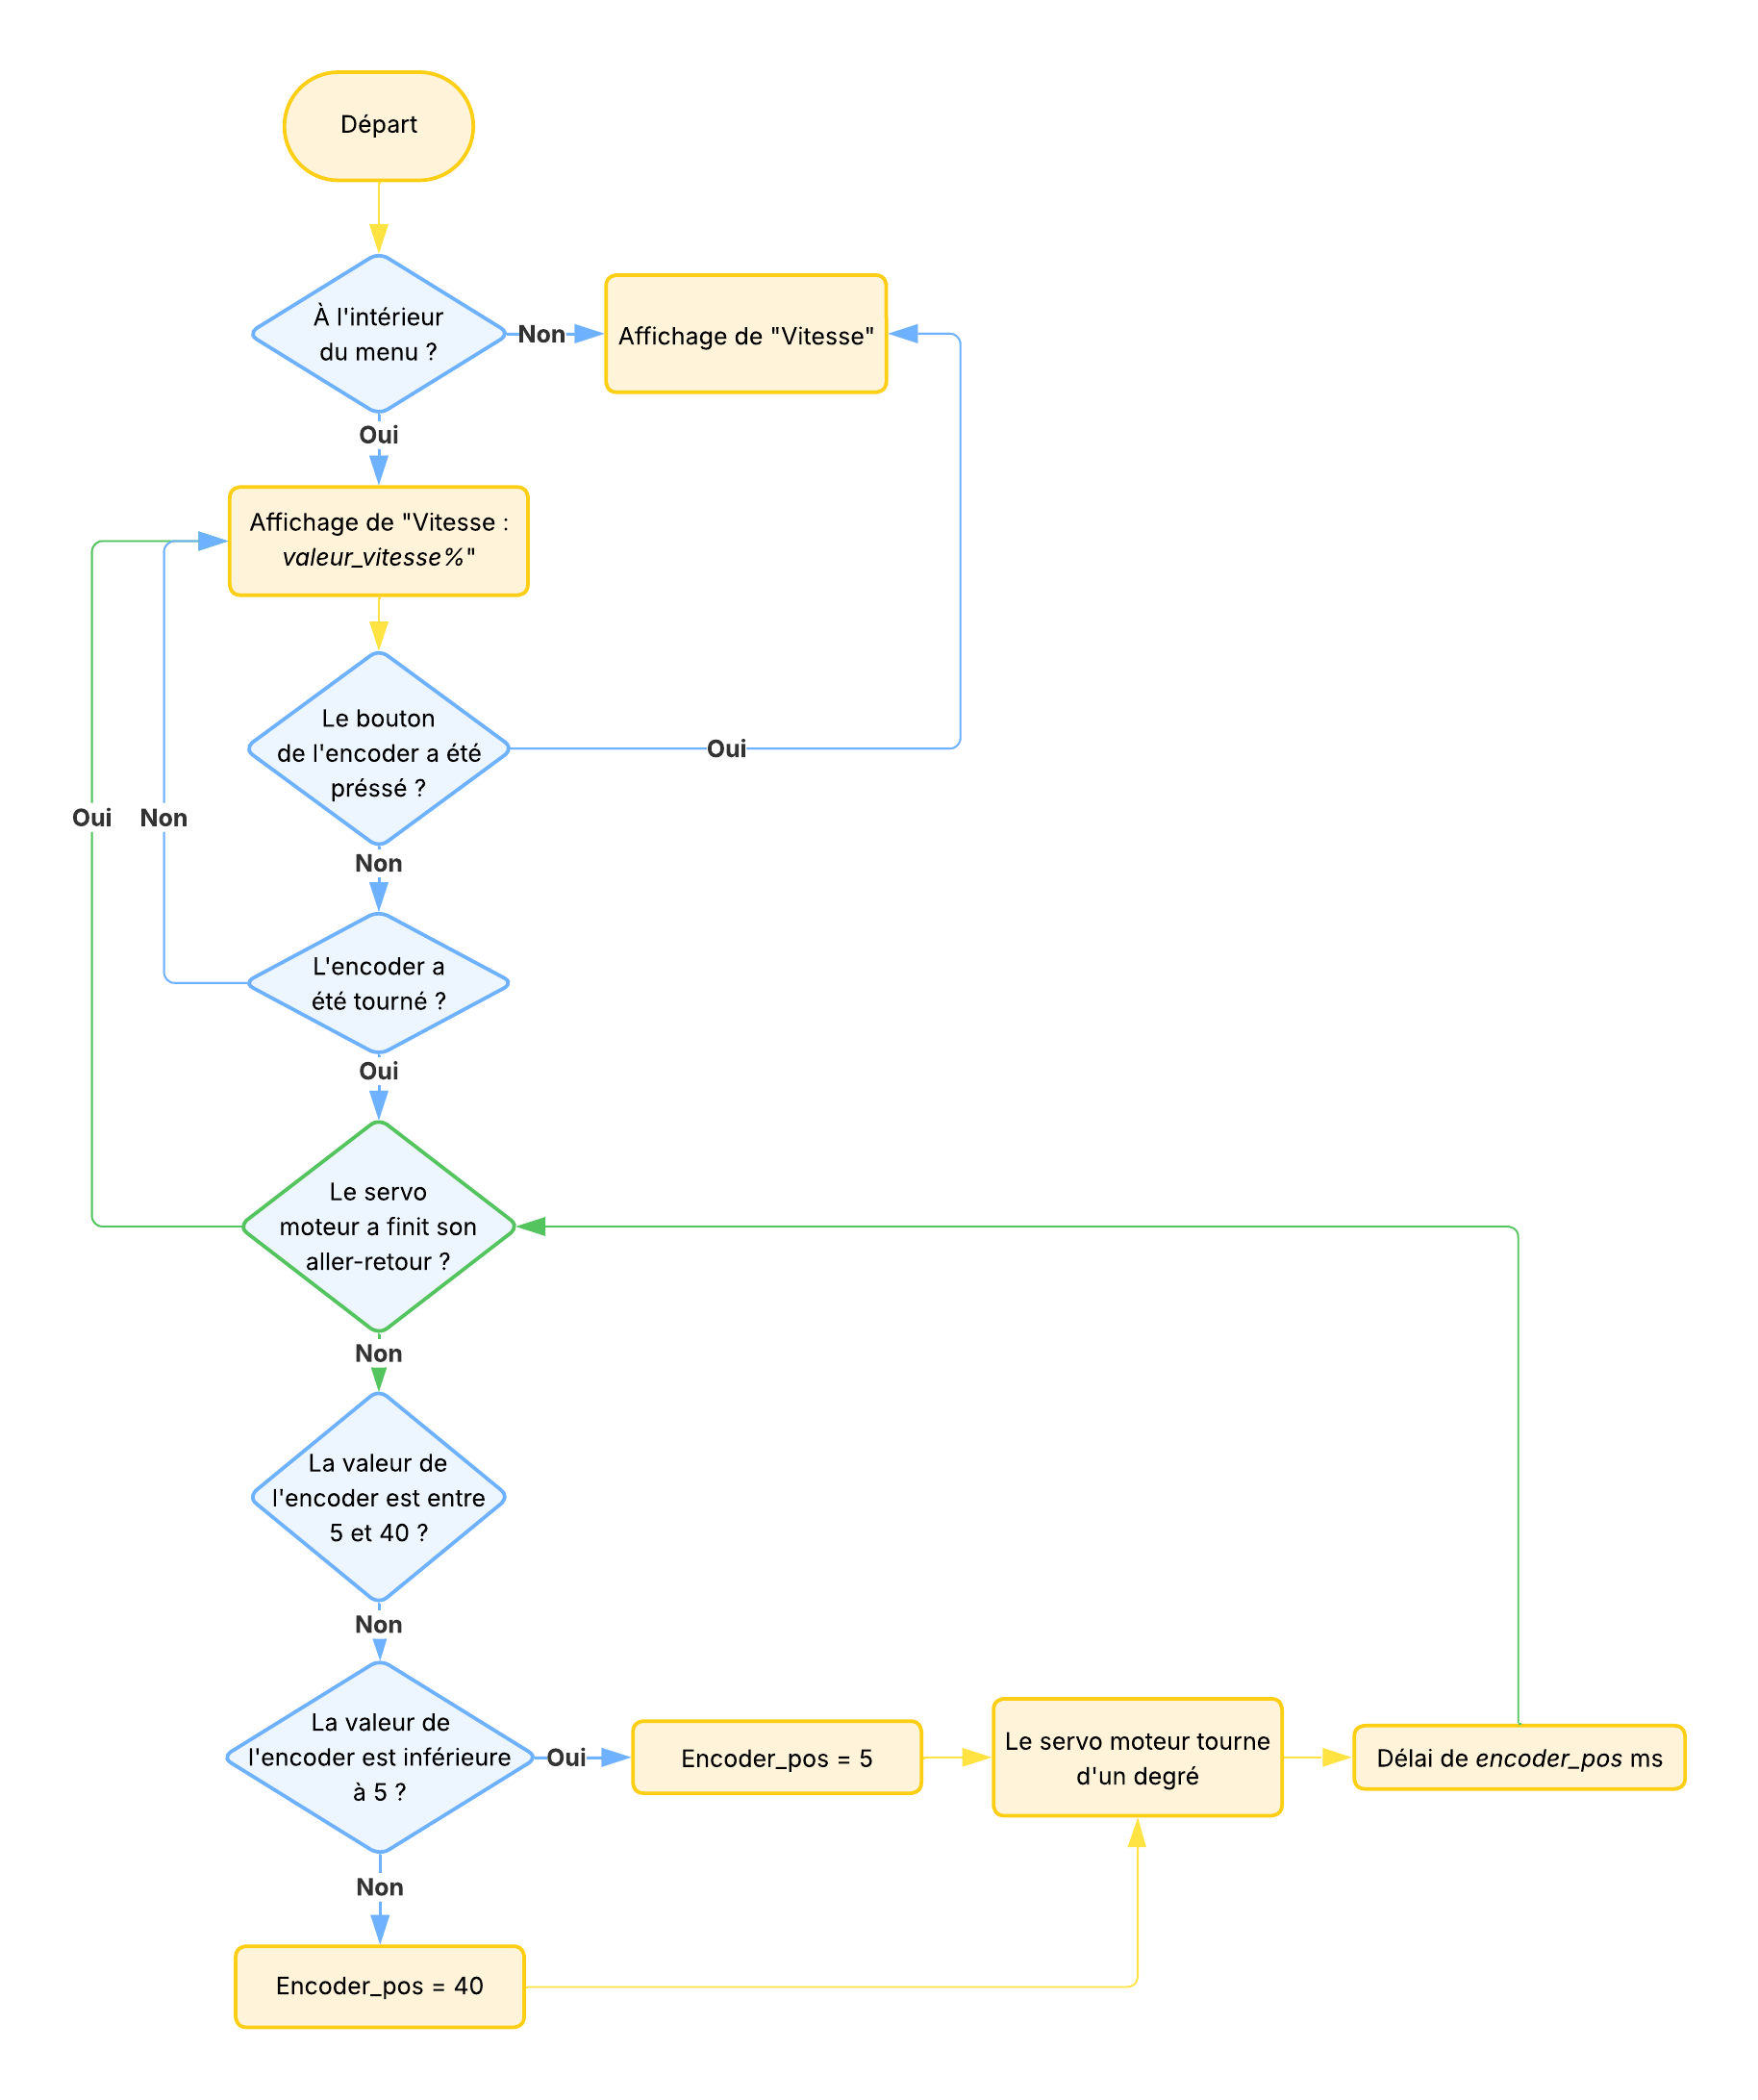 Départ
À l'intérieur
du menu ?
Non
Affichage de "Vitesse"
Oui
Affichage de "Vitesse :
valeur_vitesse%"
Le bouton
de l'encoder a été
préssé ?
Oui
Oui
Non
Non
L'encoder a
été tourné ?
Oui
Le servo
moteur a finit son
aller-retour ?
Non
La valeur de
l'encoder est entre
5 et 40 ?
Non
La valeur de
l'encoder est inférieure
à 5 ?
Oui
Encoder_pos = 5
Le servo moteur tourne
d'un degré
Délai de encoder_pos ms
Non
Encoder_pos = 40